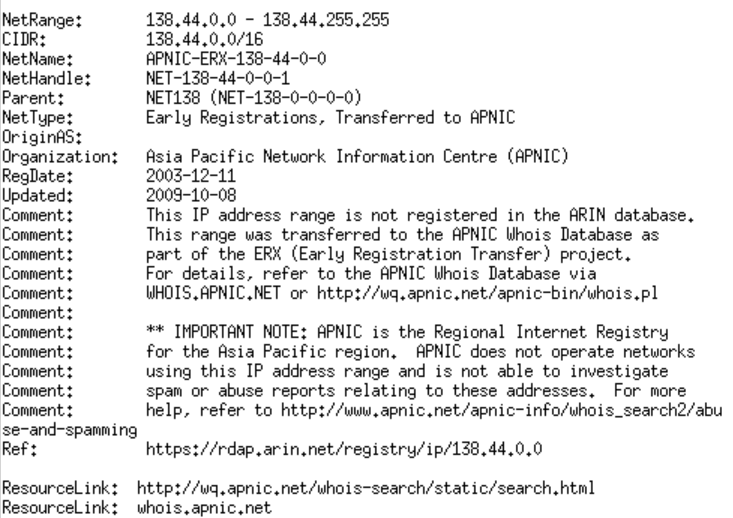 NetRange:       138.44.0.0 - 138.44.255.255
CIDR:           138.44.0.0/16
NetName:        APNIC-ERX-138-44-0-0
NetHandle:      NET-138-44-0-0-1
Parent:         NET138 (NET-138-0-0-0-0)
NetType:        Early Registrations, Transferred to APNIC
OriginAS:
Organization:   Asia Pacific Network Information Centre (APNIC)
RegDate:        2003-12-11
Updated:        2009-10-08
Comment:        This IP address range is not registered in the ARIN database.
Comment:        This range was transferred to the APNIC Whois Database as
Comment:        part of the ERX (Early Registration Transfer) project.
Comment:        For details, refer to the APNIC Whois Database via
Comment:        WHOIS.APNIC.NET or http://wq.apnic.net/apnic-bin/whois.pl
Comment:
Comment:        ** IMPORTANT NOTE: APNIC is the Regional Internet Registry
Comment:        for the Asia Pacific region.  APNIC does not operate networks
Comment:        using this IP address range and is not able to investigate
Comment:        spam or abuse reports relating to these addresses.  For more
Comment:        help, refer to http://www.apnic.net/apnic-info/whois_search2/abu
se-and-spamming
Ref:            https://rdap.arin.net/registry/ip/138.44.0.0

ResourceLink:  http://wq.apnic.net/whois-search/static/search.html
ResourceLink:  whois.apnic.net